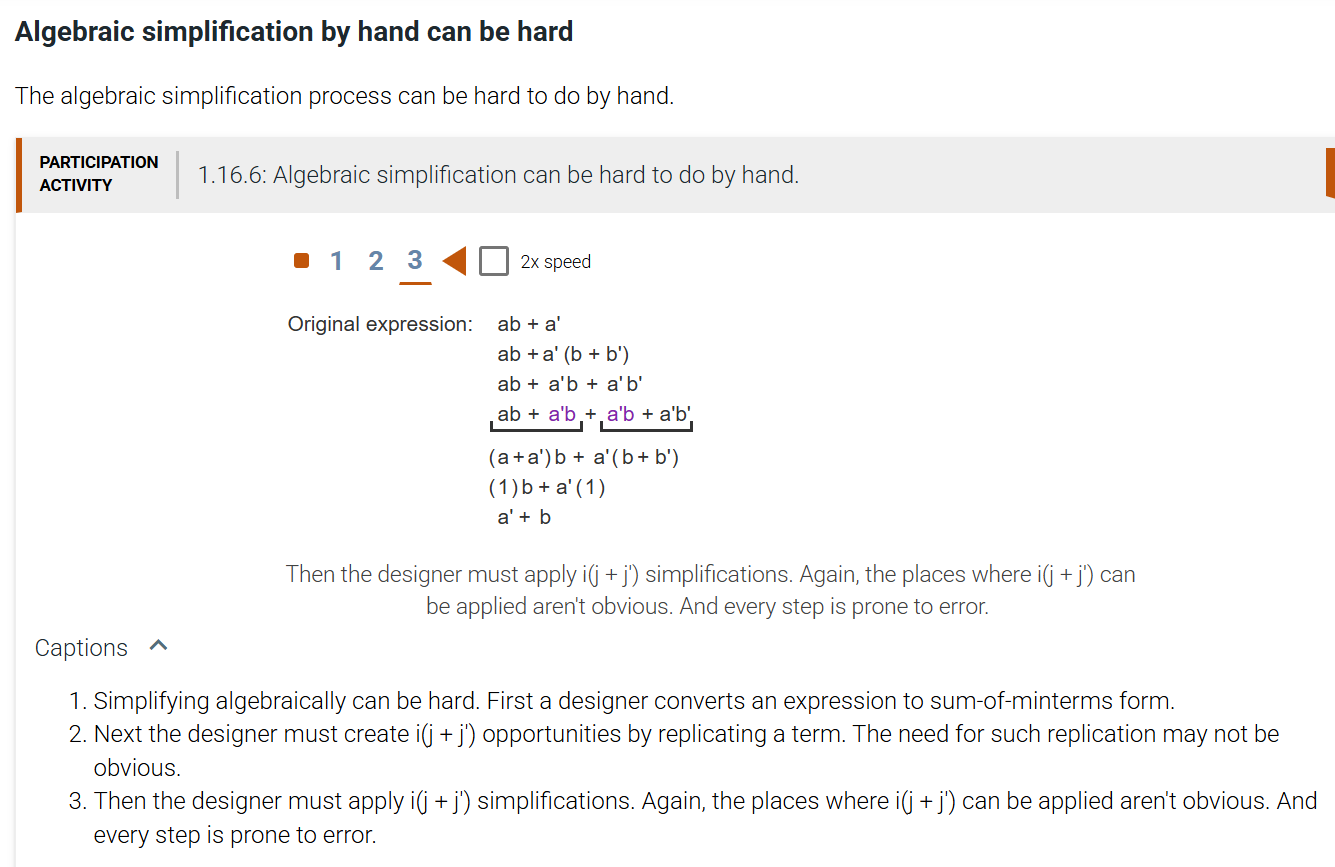 Algebraic simplification by hand can be hard
The algebraic simplification process can be hard to do by hand.
PARTICIPATION
ACTIVITY
1.16.6: Algebraic simplification can be hard to do by hand.
1 2 3 2x speed
Original expression: ab + a'
ab + a' (b + b')
ab + a'b + a'b'
ab + a'b + a'b + a'b'
(a+a')b + a'(b+ b')
(1)b + a'(1)
a' + b
Then the designer must apply i(j + j') simplifications. Again, the places where i(j + j') can
be applied aren't obvious. And every step is prone to error.
Captions
1. Simplifying algebraically can be hard. First a designer converts an expression to sum-of-minterms form.
2. Next the designer must create i(j + j') opportunities by replicating a term. The need for such replication may not be
obvious.
3. Then the designer must apply i(j + j') simplifications. Again, the places where i(j + j') can be applied aren't obvious. And
every step is prone to error.